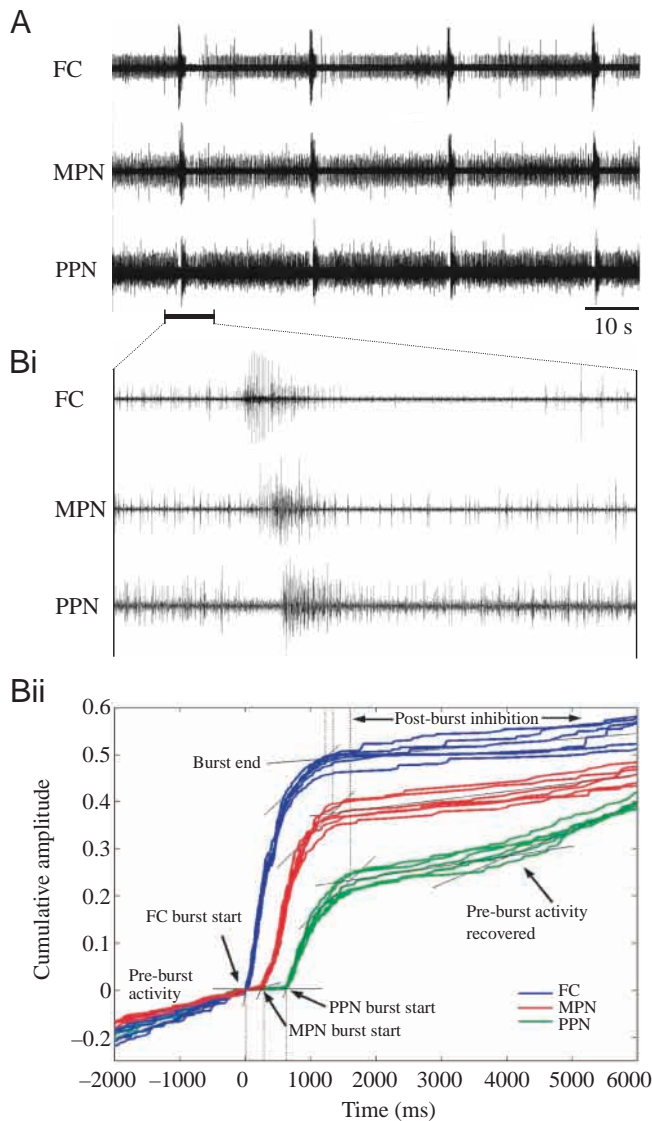 A
FC
MPN
PPN
10 s
Bi
FC
MPN
PPN
Bii
0.6
0.5
0.4
0.3
0.2
0.1
0
−0.2
Cumulative amplitude
Post-burst inhibition
Burst end
FC burst start
Pre-burst
activity
Pre-burst activity
recovered
PPN burst start
MPN burst start
FC
MPN
PPN
−2000 −1000 0 1000 2000 3000 4000 5000 6000
Time (ms)